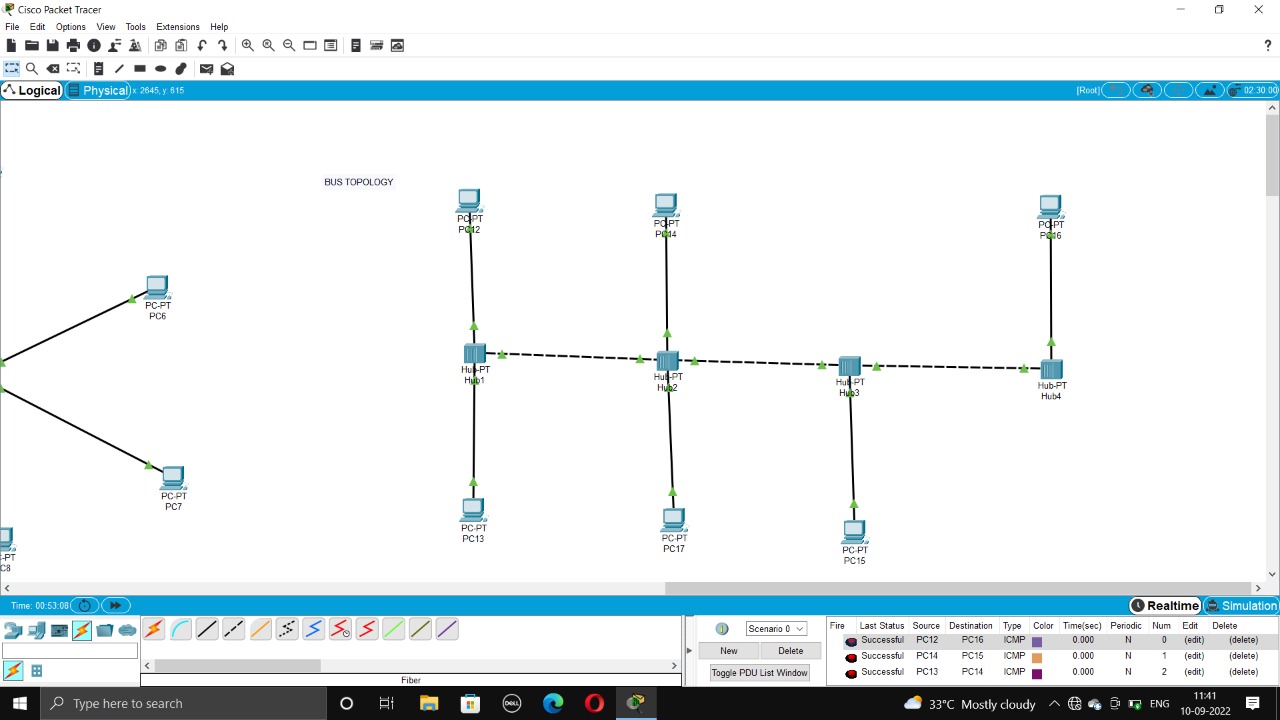 Cisco Packet Tracer
File Edit Options View Tools Extensions Help
?
Logical Physical x: 2645, y: 615 [Root] 02:30:00
BUS TOPOLOGY
PC-PT
PC12
PC-PT
PC14
PC-PT
PC16
PC-PT
PC6
Hub-PT
Hub1
Hub-PT
Hub2
Hub-PT
Hub3
Hub-PT
Hub4
PC-PT
PC7
PC-PT
PC13
PC-PT
PC17
PC-PT
PC15
C-PT
C8
Time: 00:53:08 Realtime Simulation
Scenario 0
New Delete
Toggle PDU List Window
Fire Last Status Source Destination Type Color Time(sec) Periodic Num Edit Delete
Successful PC12 PC16 ICMP 0.000 N 0 (edit) (delete)
Successful PC14 PC15 ICMP 0.000 N 1 (edit) (delete)
Successful PC13 PC14 ICMP 0.000 N 2 (edit) (delete)
Fiber
Type here to search
DELL
33°C Mostly cloudy ENG 11:41
10-09-2022